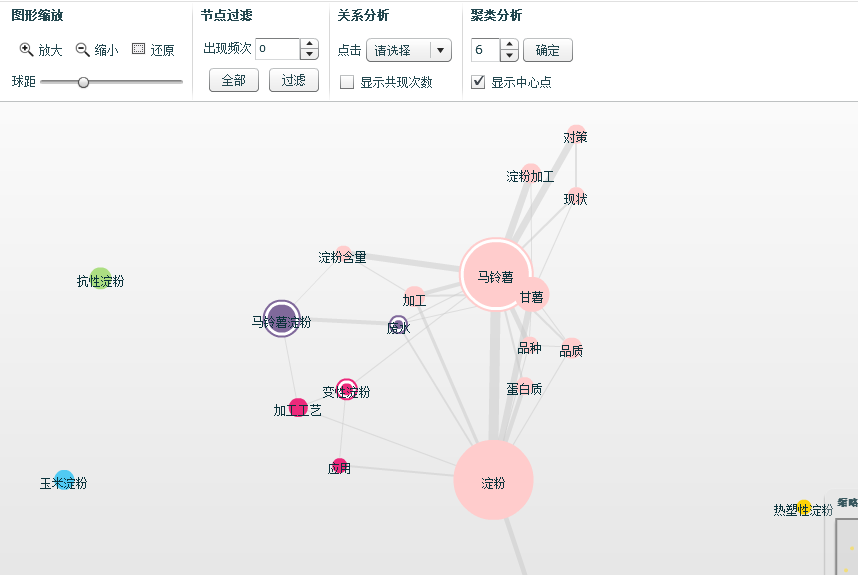 图形缩放 节点过滤 关系分析 聚类分析
放大 缩小 还原 出现频次 0 点击 请选择 6 确定
球距 全部 过滤 显示共现次数 显示中心点
对策
淀粉加工
现状
淀粉含量
马铃薯
抗性淀粉
甘薯
加工
马铃薯淀粉
废水
品种
品质
变性淀粉
蛋白质
加工工艺
应用
玉米淀粉
淀粉
缩略
热塑性淀粉